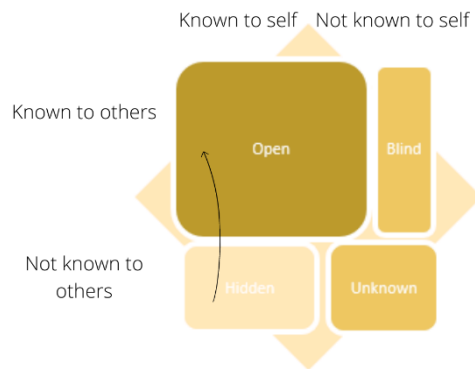 Known to self
Not known to self
Known to others
Open
Blind
Not known to
others
Hidden
Unknown